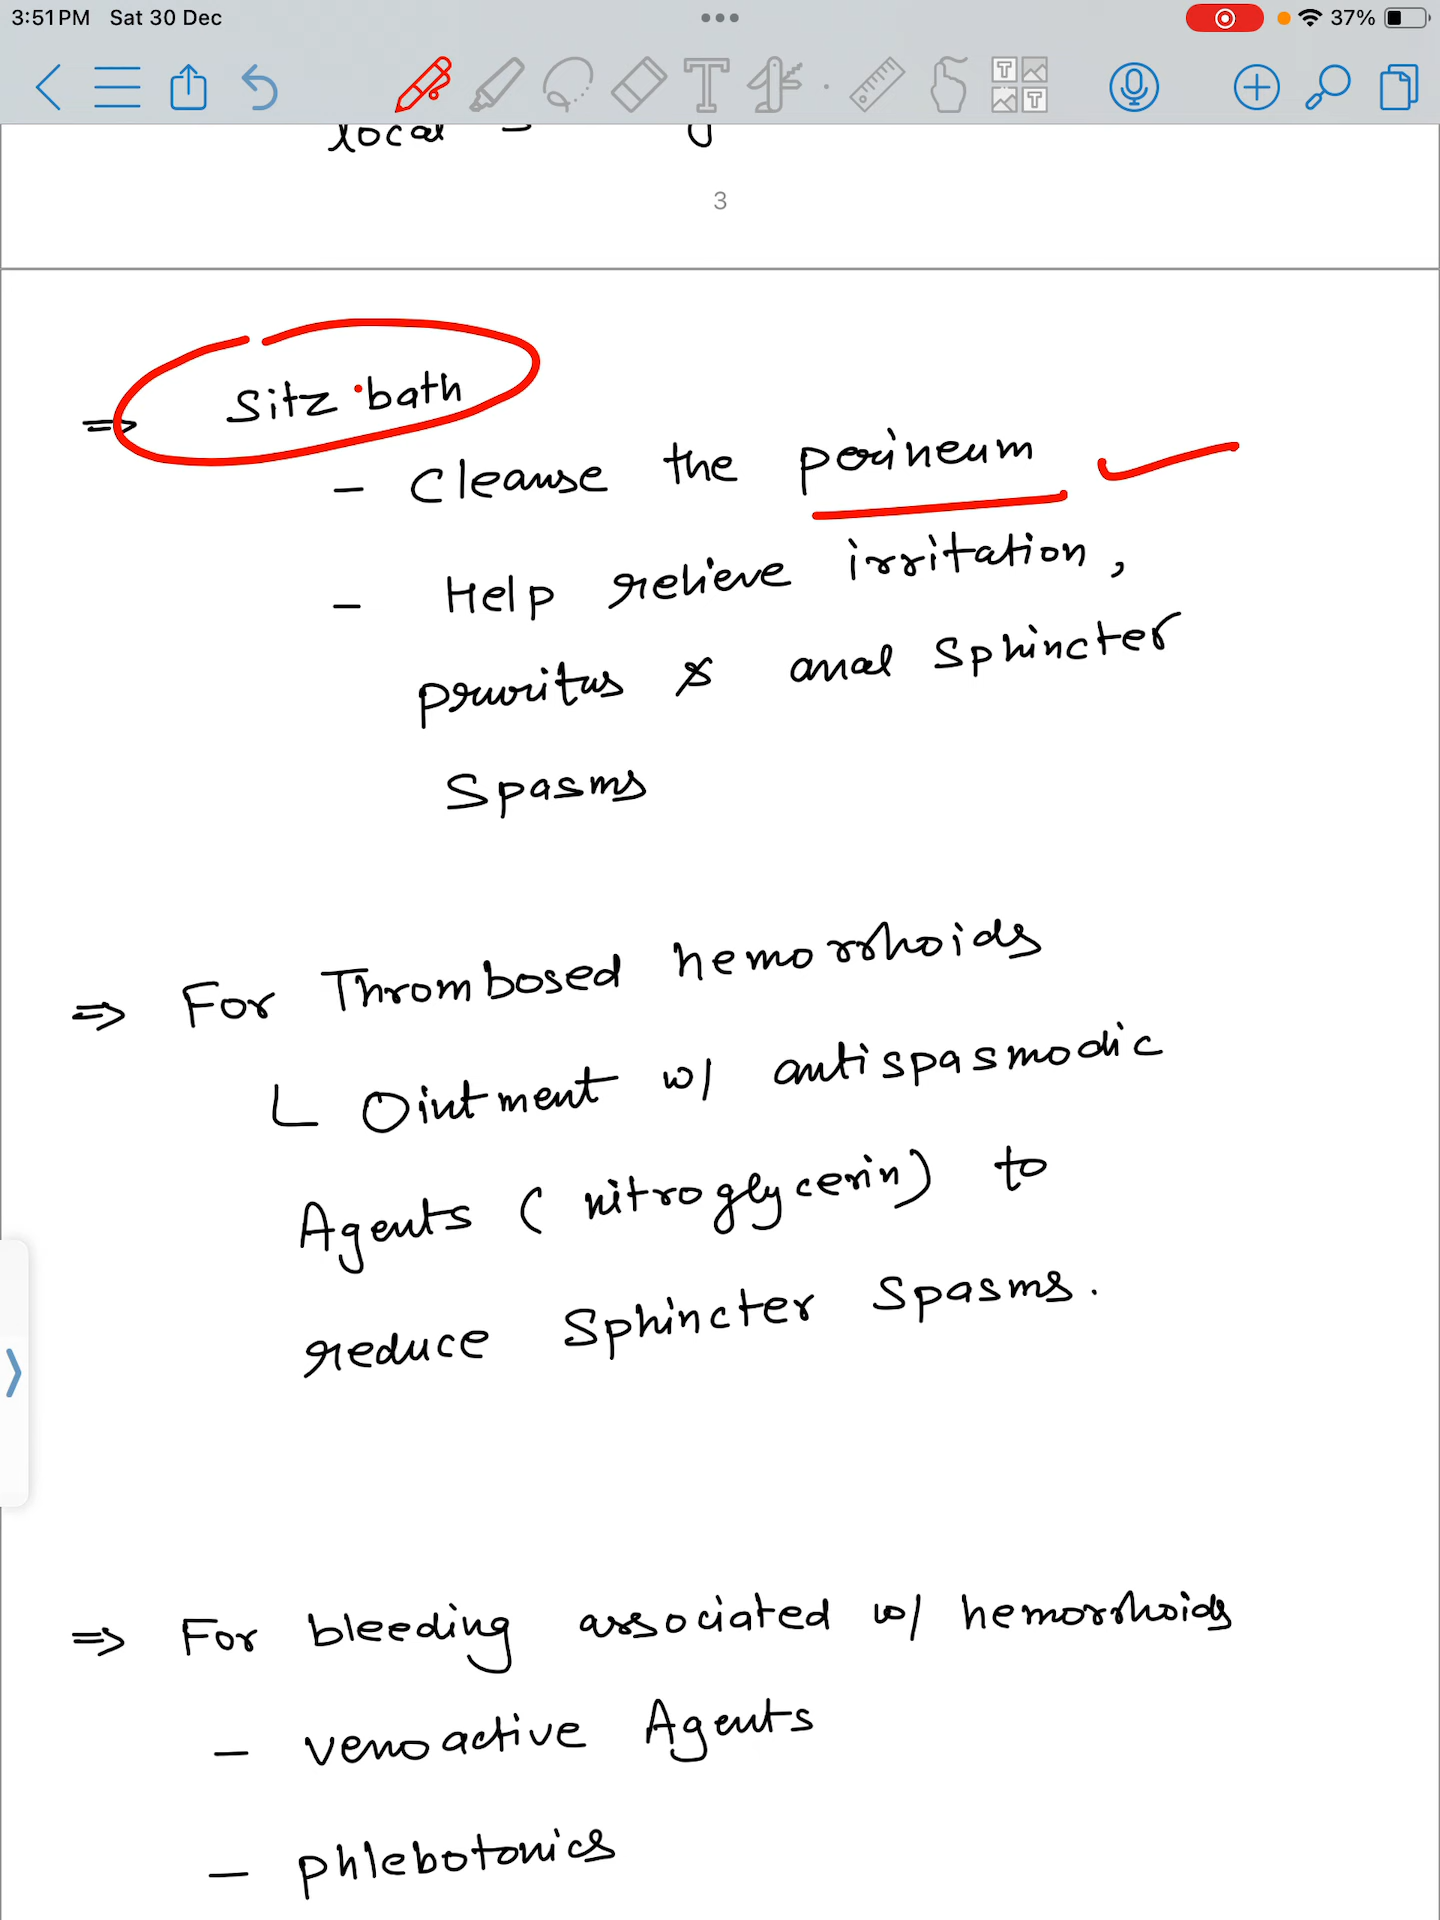 3:51 PM Sat 30 Dec
37%
local
3
⇒ Sitz bath
- Cleanse the perineum
- Help relieve irritation,
pruritus & anal Sphincter
Spasms
⇒ For Thrombosed hemorrhoids
Ointment w/ antispasmodic
Agents ( nitroglycerin) to
reduce Sphincter Spasms.
⇒ For bleeding associated w/ hemorrhoids
- venoactive Agents
- phlebotonics